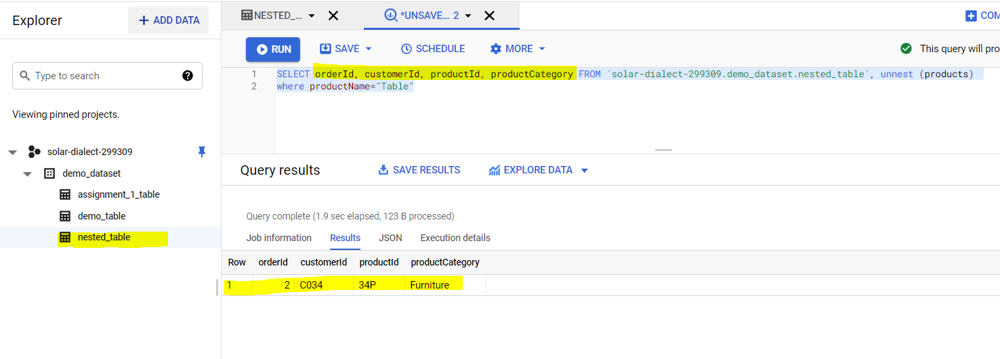 Explorer
+ ADD DATA
NESTED_...
*UNSAVE... 2
COM
RUN
SAVE
SCHEDULE
MORE
This query will pro
Type to search
?
1 SELECT orderId, customerId, productId, productCategory FROM `solar-dialect-299309.demo_dataset.nested_table`, unnest (products)
2 where productName="Table"
Viewing pinned projects.
solar-dialect-299309
demo_dataset
assignment_1_table
demo_table
nested_table
Query results
SAVE RESULTS
EXPLORE DATA
Query complete (1.9 sec elapsed, 123 B processed)
Job information Results JSON Execution details
Row orderId customerId productId productCategory
1 2 C034 34P Furniture